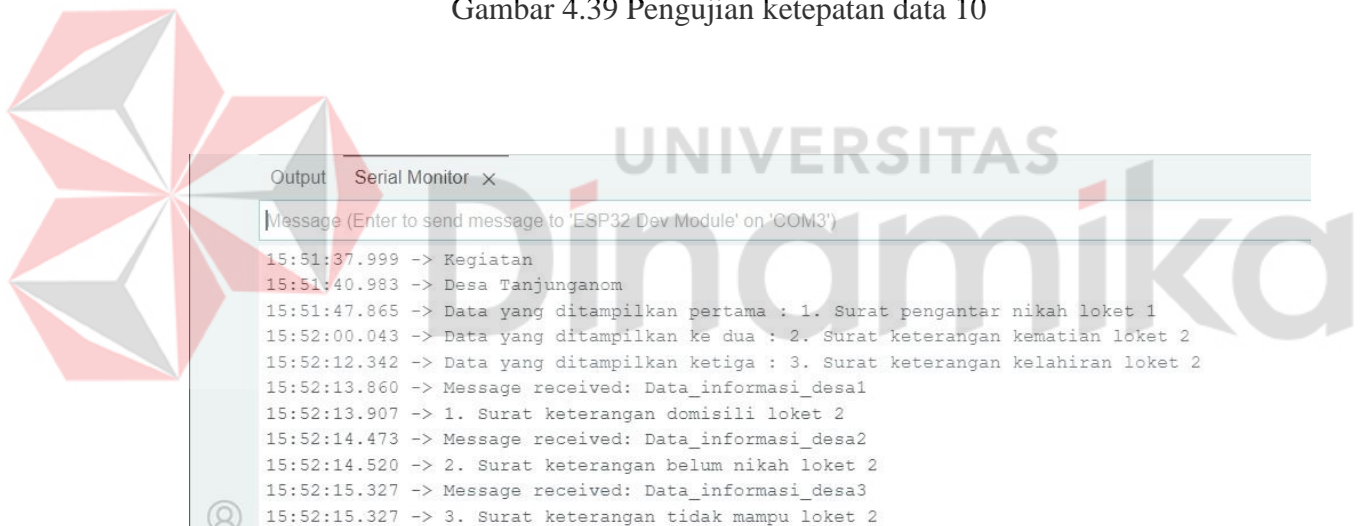 Gambar 4.39 Pengujian ketepatan data 10
UNIVERSITAS
Dinamika
Output Serial Monitor ×
Message (Enter to send message to 'ESP32 Dev Module' on 'COM3')
15:51:37.999 -> Kegiatan
15:51:40.983 -> Desa Tanjunganom
15:51:47.865 -> Data yang ditampilkan pertama : 1. Surat pengantar nikah loket 1
15:52:00.043 -> Data yang ditampilkan ke dua : 2. Surat keterangan kematian loket 2
15:52:12.342 -> Data yang ditampilkan ketiga : 3. Surat keterangan kelahiran loket 2
15:52:13.860 -> Message received: Data_informasi_desa1
15:52:13.907 -> 1. Surat keterangan domisili loket 2
15:52:14.473 -> Message received: Data_informasi_desa2
15:52:14.520 -> 2. Surat keterangan belum nikah loket 2
15:52:15.327 -> Message received: Data_informasi_desa3
15:52:15.327 -> 3. Surat keterangan tidak mampu loket 2